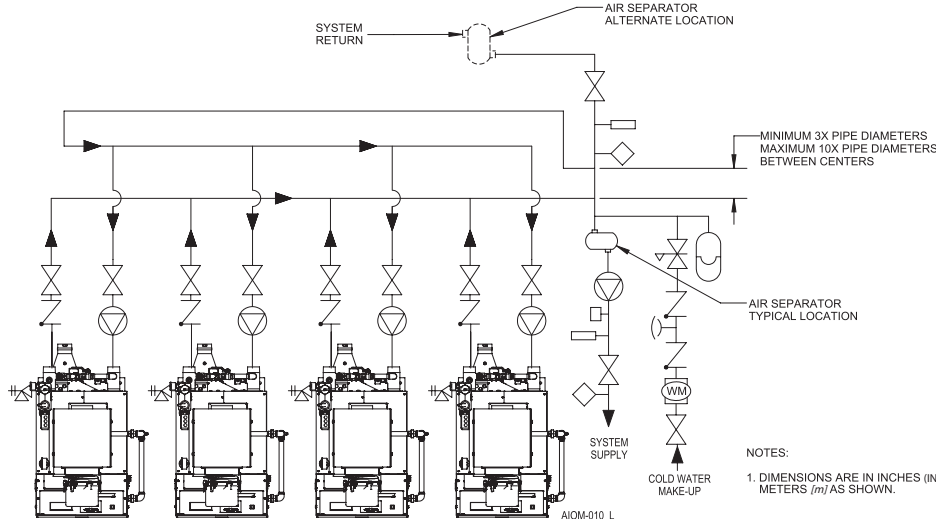 AIR SEPARATOR
ALTERNATE LOCATION
SYSTEM
RETURN
MINIMUM 3X PIPE DIAMETERS
MAXIMUM 10X PIPE DIAMETERS
BETWEEN CENTERS
AIR SEPARATOR
TYPICAL LOCATION
WM
SYSTEM
SUPPLY
COLD WATER
MAKE-UP
NOTES:
1. DIMENSIONS ARE IN INCHES (IN
METERS [m] AS SHOWN.
AIOM-010_L